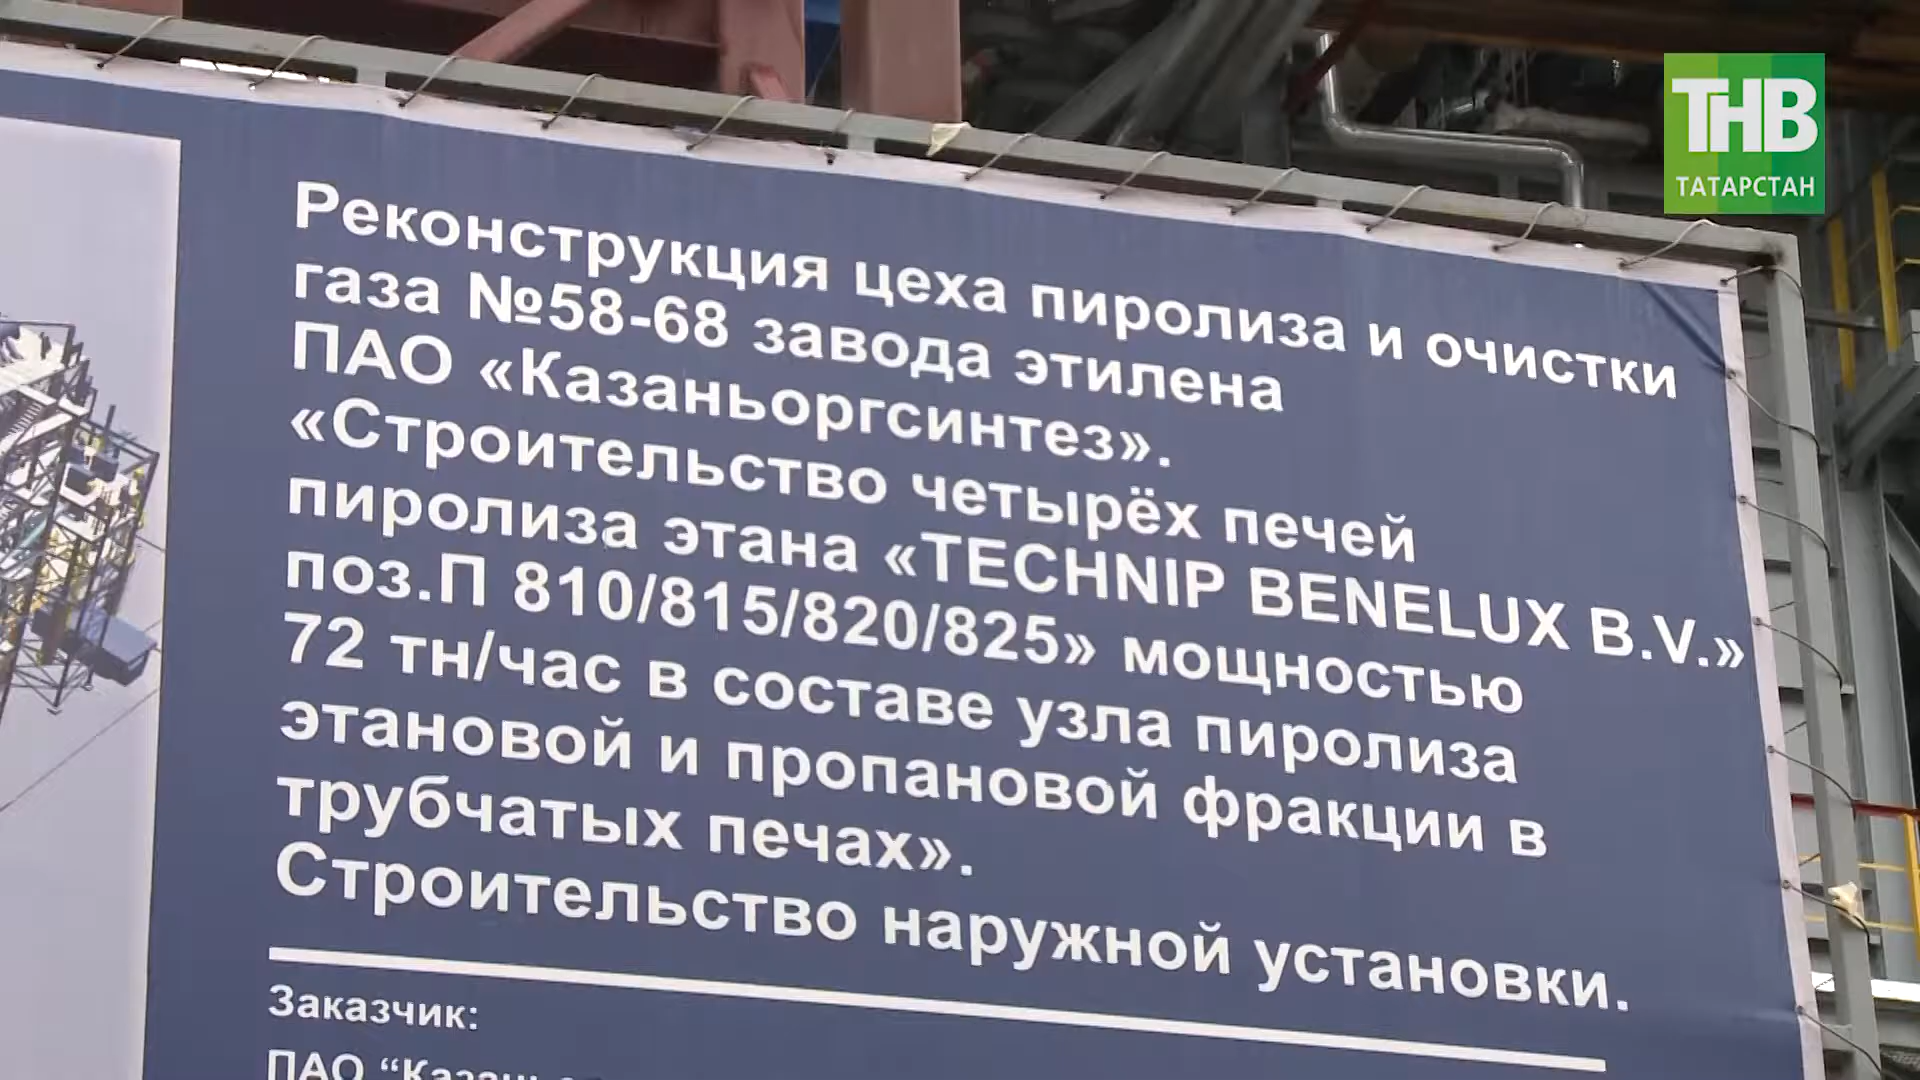 ТНВ
ТАТАРСТАН
Реконструкция цеха пиролиза и очистки
газа №58-68 завода этилена
ПАО «Казаньоргсинтез».
«Строительство четырёх печей
пиролиза этана «TECHNIP BENELUX B.V.»
поз.П 810/815/820/825» мощностью
72 тн/час в составе узла пиролиза
этановой и пропановой фракции в
трубчатых печах».
Строительство наружной установки.
Заказчик:
ПАО